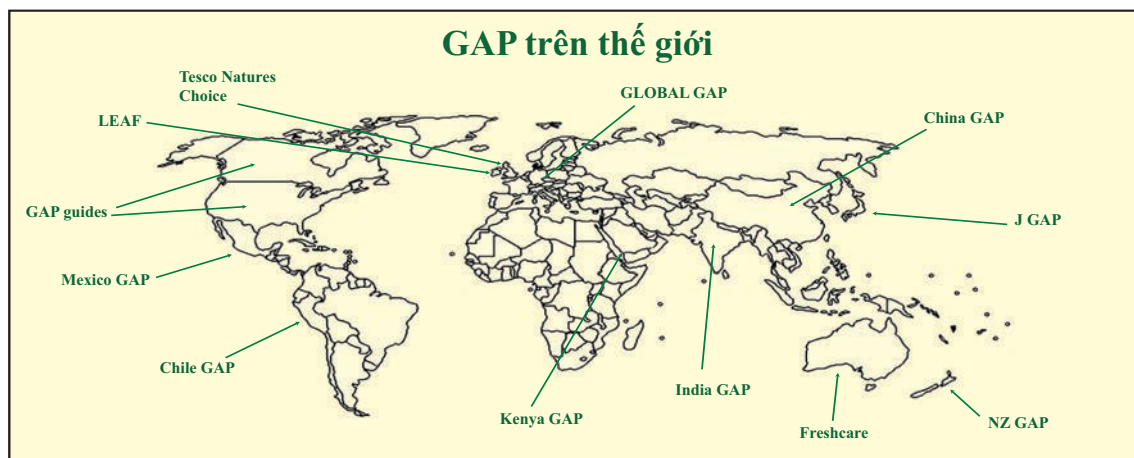 GAP trên thế giới
Tesco Natures
Choice
GLOBAL GAP
LEAF
China GAP
GAP guides
J GAP
Mexico GAP
Chile GAP
India GAP
Kenya GAP
Freshcare
NZ GAP